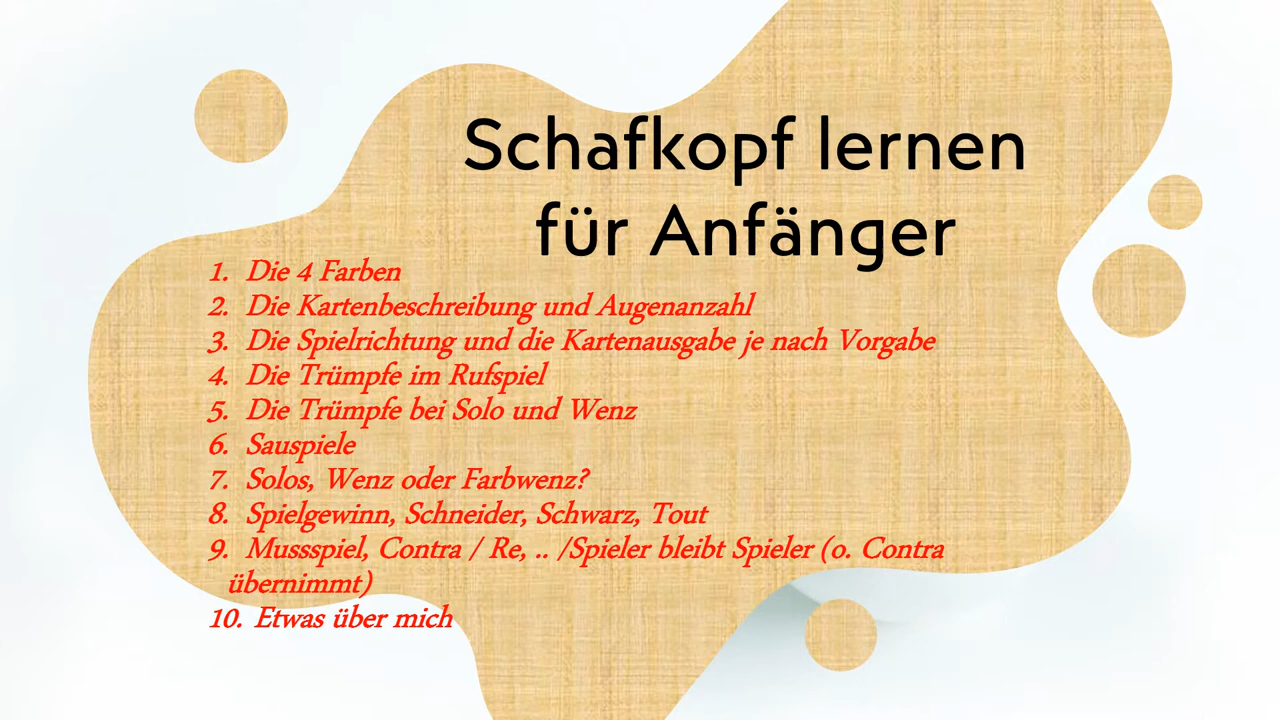 Schafkopf lernen
für Anfänger
1. Die 4 Farben
2. Die Kartenbeschreibung und Augenanzahl
3. Die Spielrichtung und die Kartenausgabe je nach Vorgabe
4. Die Trümpfe im Rufspiel
5. Die Trümpfe bei Solo und Wenz
6. Sauspiele
7. Solos, Wenz oder Farbwenz?
8. Spielgewinn, Schneider, Schwarz, Tout
9. Mussspiel, Contra / Re, .. /Spieler bleibt Spieler (o. Contra
übernimmt)
10. Etwas über mich